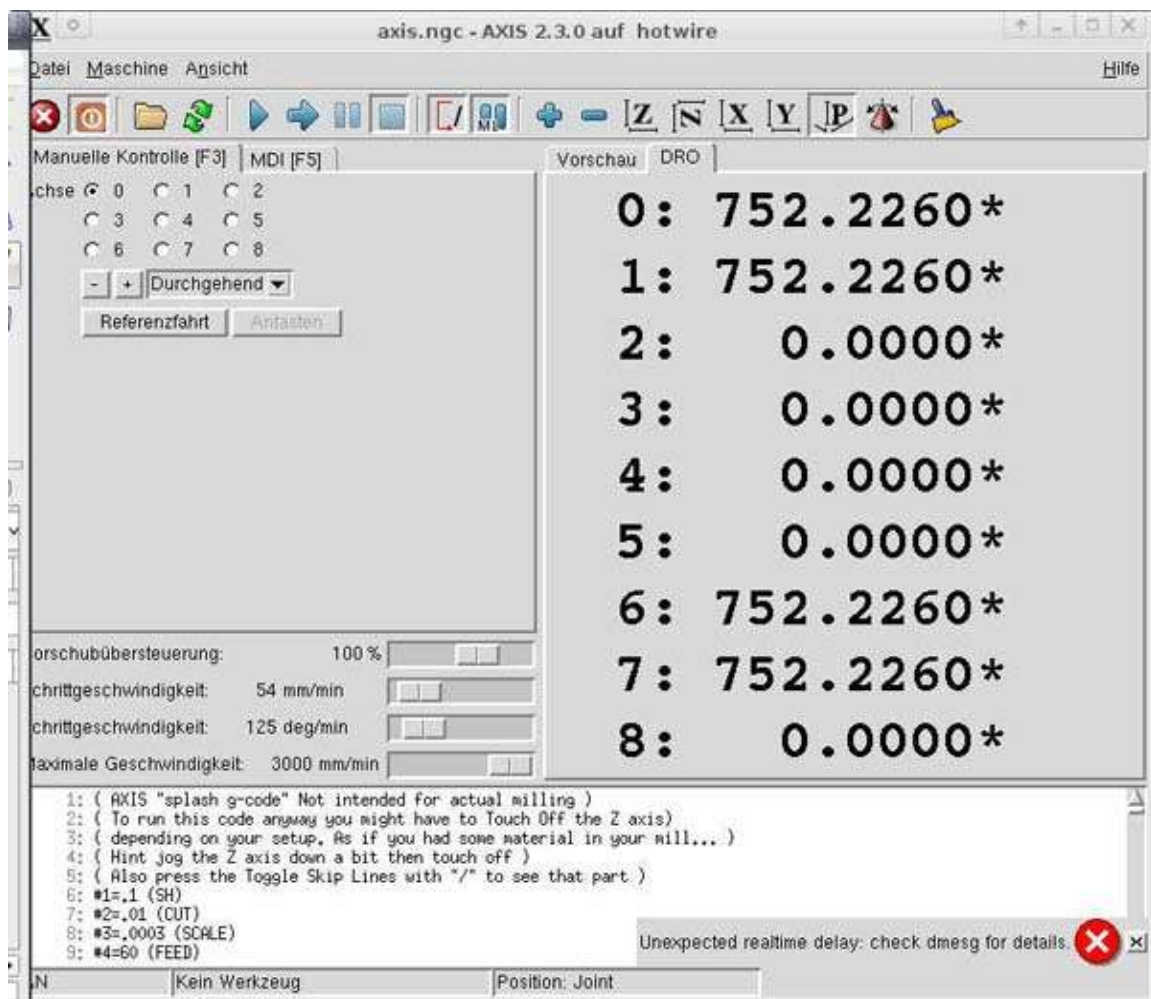 axis.ngc - AXIS 2.3.0 auf hotwire
Datei Maschine Ansicht Hilfe
Z N X Y P
Manuelle Kontrolle [F3] MDI [F5]
Vorschau DRO
chse 0 1 2
3 4 5
6 7 8
- + Durchgehend
Referenzfahrt Antasten
0: 752.2260*
1: 752.2260*
2: 0.0000*
3: 0.0000*
4: 0.0000*
5: 0.0000*
6: 752.2260*
7: 752.2260*
8: 0.0000*
orschubübersteuerung: 100 %
chrittgeschwindigkeit: 54 mm/min
chrittgeschwindigkeit: 125 deg/min
Maximale Geschwindigkeit: 3000 mm/min
1: ( AXIS "splash g-code" Not intended for actual milling )
2: ( To run this code anyway you might have to Touch Off the Z axis)
3: ( depending on your setup. As if you had some material in your mill... )
4: ( Hint jog the Z axis down a bit then touch off )
5: ( Also press the Toggle Skip Lines with "/" to see that part )
6: #1=.1 (SH)
7: #2=.01 (CUT)
8: #3=.0003 (SCALE)
9: #4=60 (FEED)
Unexpected realtime delay: check dmesg for details.
AN Kein Werkzeug Position: Joint